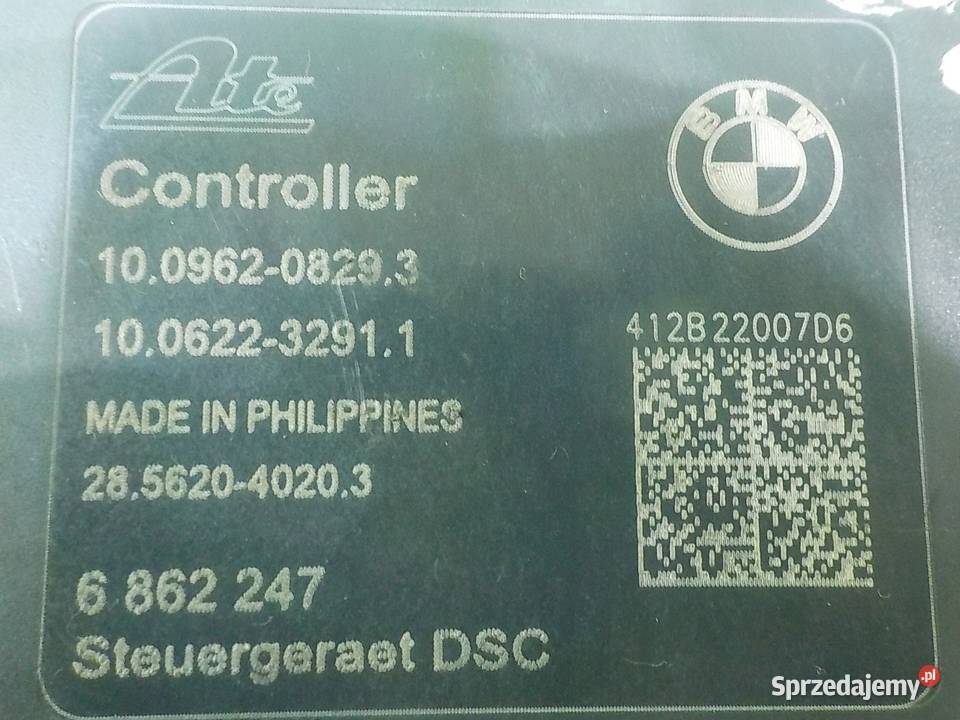 Ate
BMW
Controller
10.0962-0829.3
10.0622-3291.1
412B22007D6
MADE IN PHILIPPINES
28.5620-4020.3
6 862 247
Steuergeraet DSC
Sprzedajemy.pl